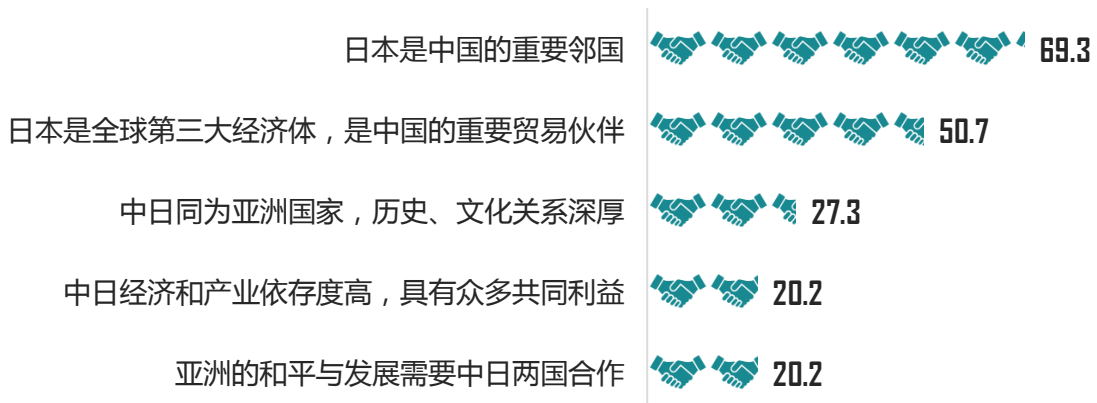 日本是中国的重要邻国 69.3
日本是全球第三大经济体，是中国的重要贸易伙伴 50.7
中日同为亚洲国家，历史、文化关系深厚 27.3
中日经济和产业依存度高，具有众多共同利益 20.2
亚洲的和平与发展需要中日两国合作 20.2